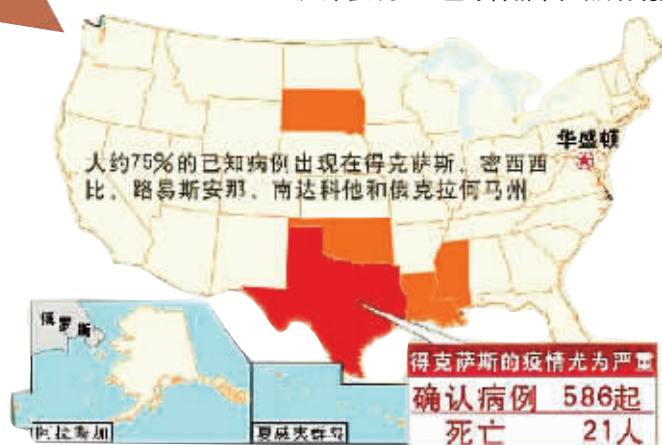 华盛顿
大约75%的已知病例出现在得克萨斯、密西西
比、路易斯安那、南达科他和俄克拉何马州
俄罗斯
得克萨斯的疫情尤为严重
确认病例 586起
死亡 21人
阿拉斯加
夏威夷群岛